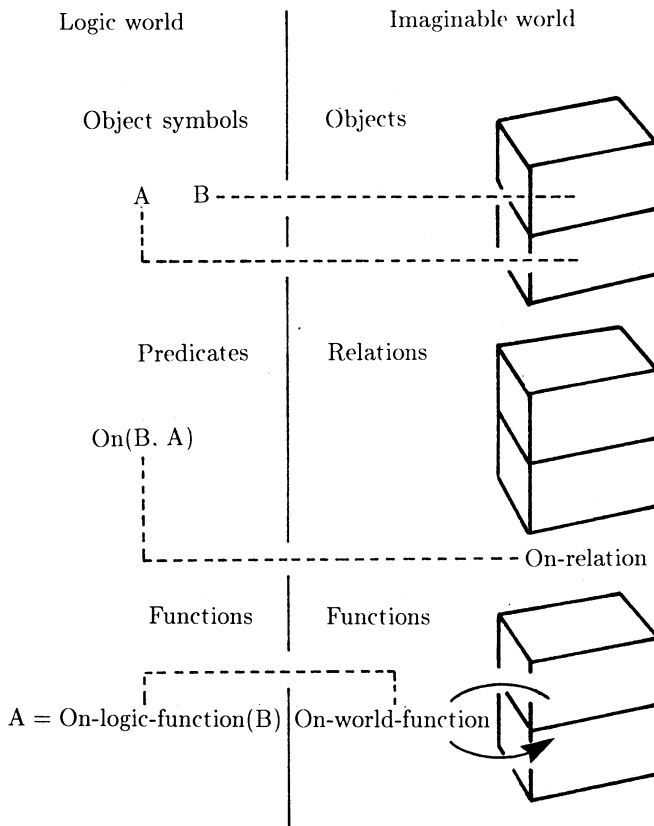 Logic world
Imaginable world
Object symbols
Objects
A
B
Predicates
Relations
On(B. A)
On-relation
Functions
Functions
A = On-logic-function(B)
On-world-function